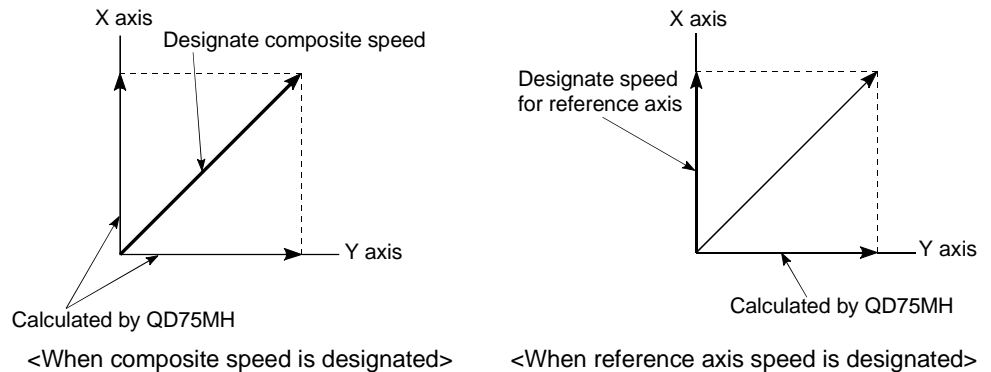 X axis
Designate composite speed
Y axis
Calculated by QD75MH
<When composite speed is designated>
X axis
Designate speed
for reference axis
Y axis
Calculated by QD75MH
<When reference axis speed is designated>